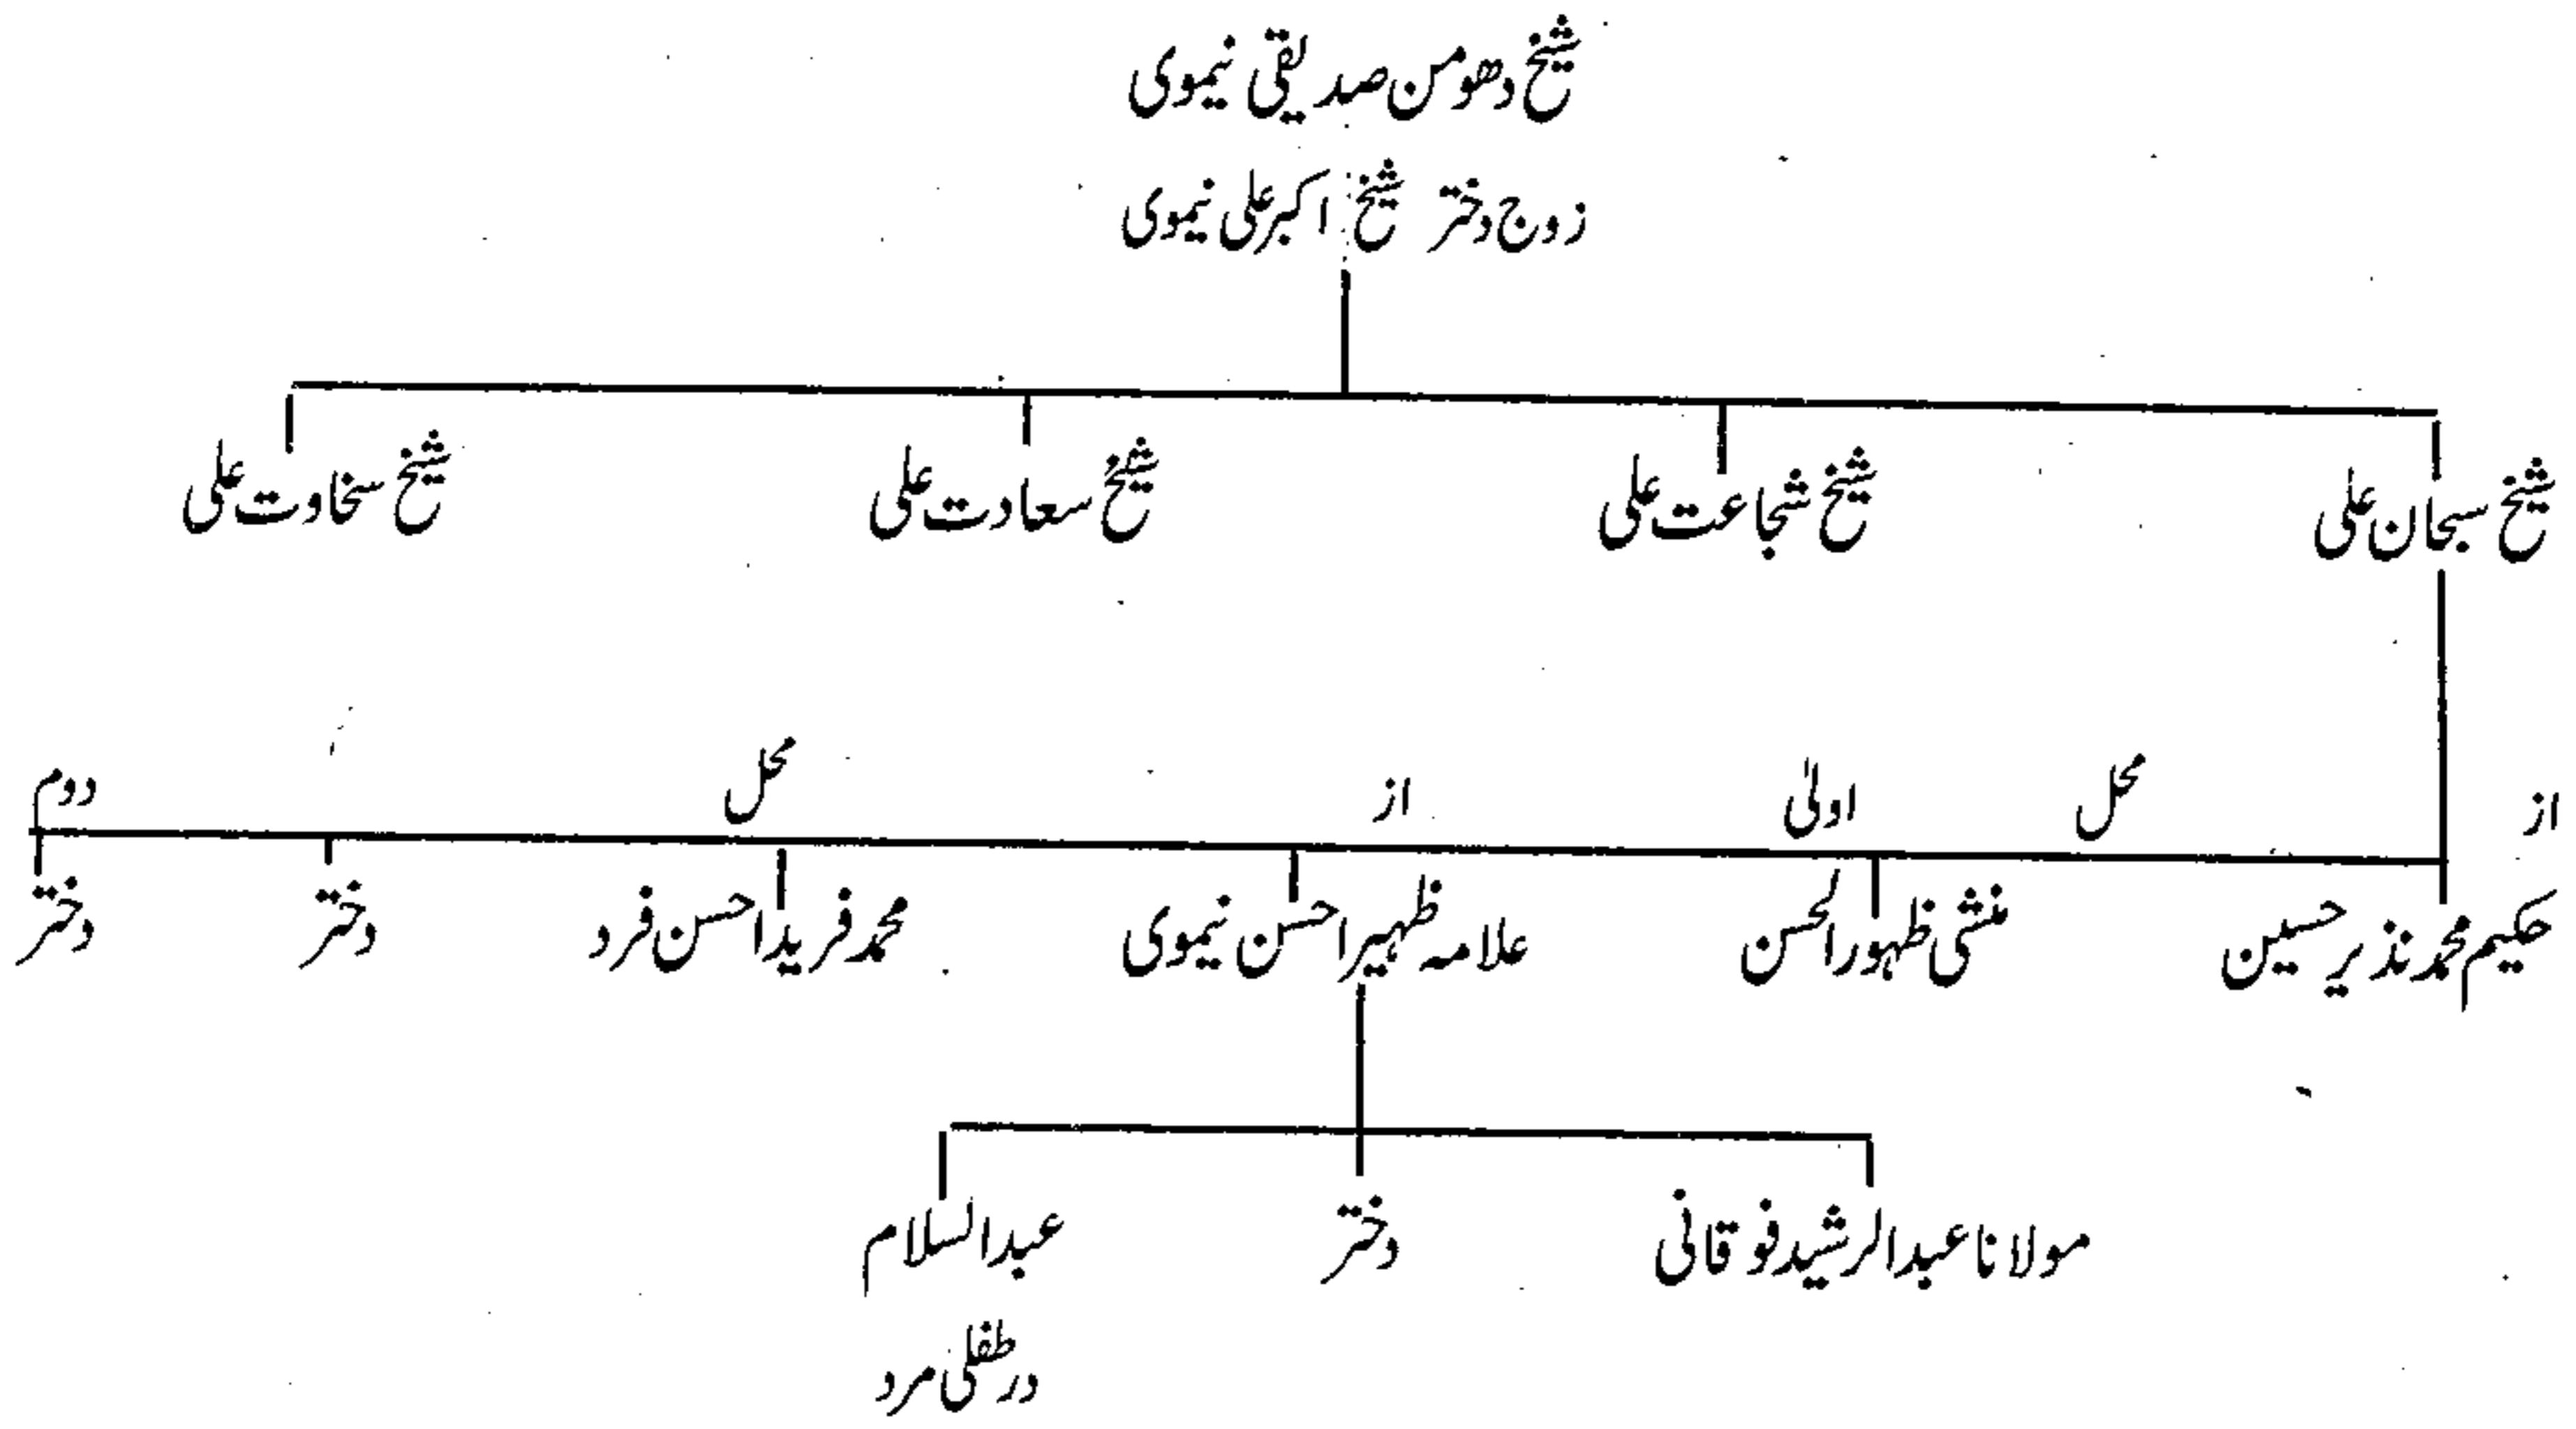 شیخ دھومن صدیقی نیموی
زوج دختر شیخ اکبر علی نیموی
شیخ سبحان علی شیخ شجاعت علی شیخ سعادت علی شیخ سخاوت علی
از محل اولیٰ از محل دوم
حکیم محمد نذیر حسین منشی ظہور الحسن علامہ ظہیر احسن نیموی محمد فرید احسن فرد دختر دختر
مولانا عبدالرشید فوقانی دختر عبدالسلام
در طفلی مرد